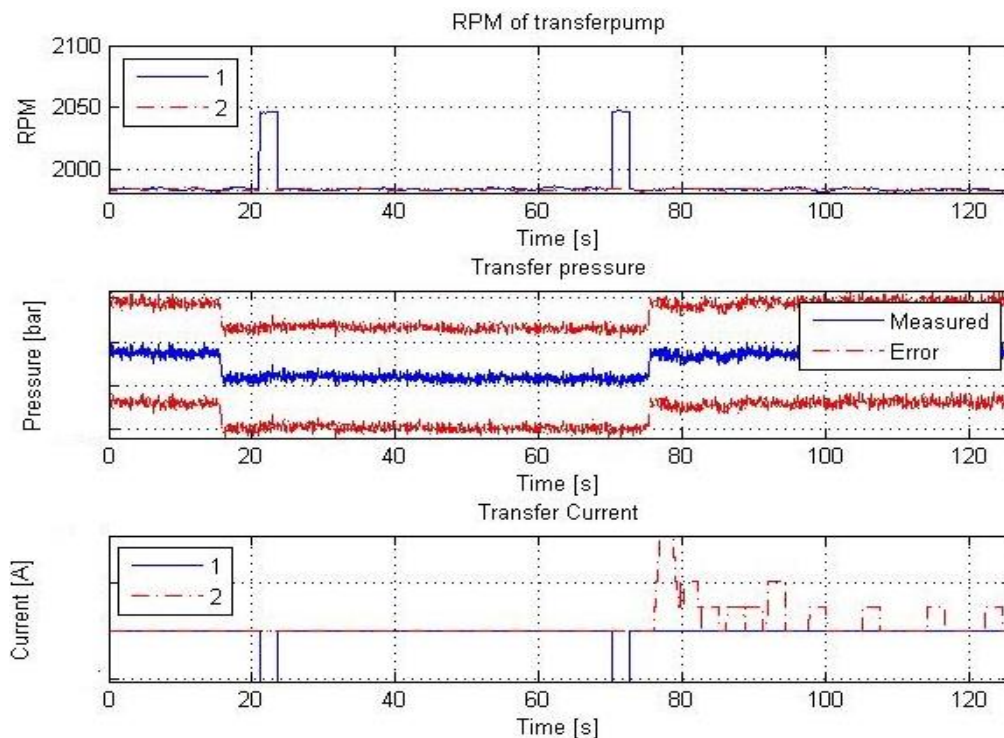 RPM of transferpump
2100
2050
2000
RPM
1
2
0 20 40 60 80 100 120
Time [s]
Transfer pressure
Pressure [bar]
Measured
Error
0 20 40 60 80 100 120
Time [s]
Transfer Current
Current [A]
1
2
0 20 40 60 80 100 120
Time [s]